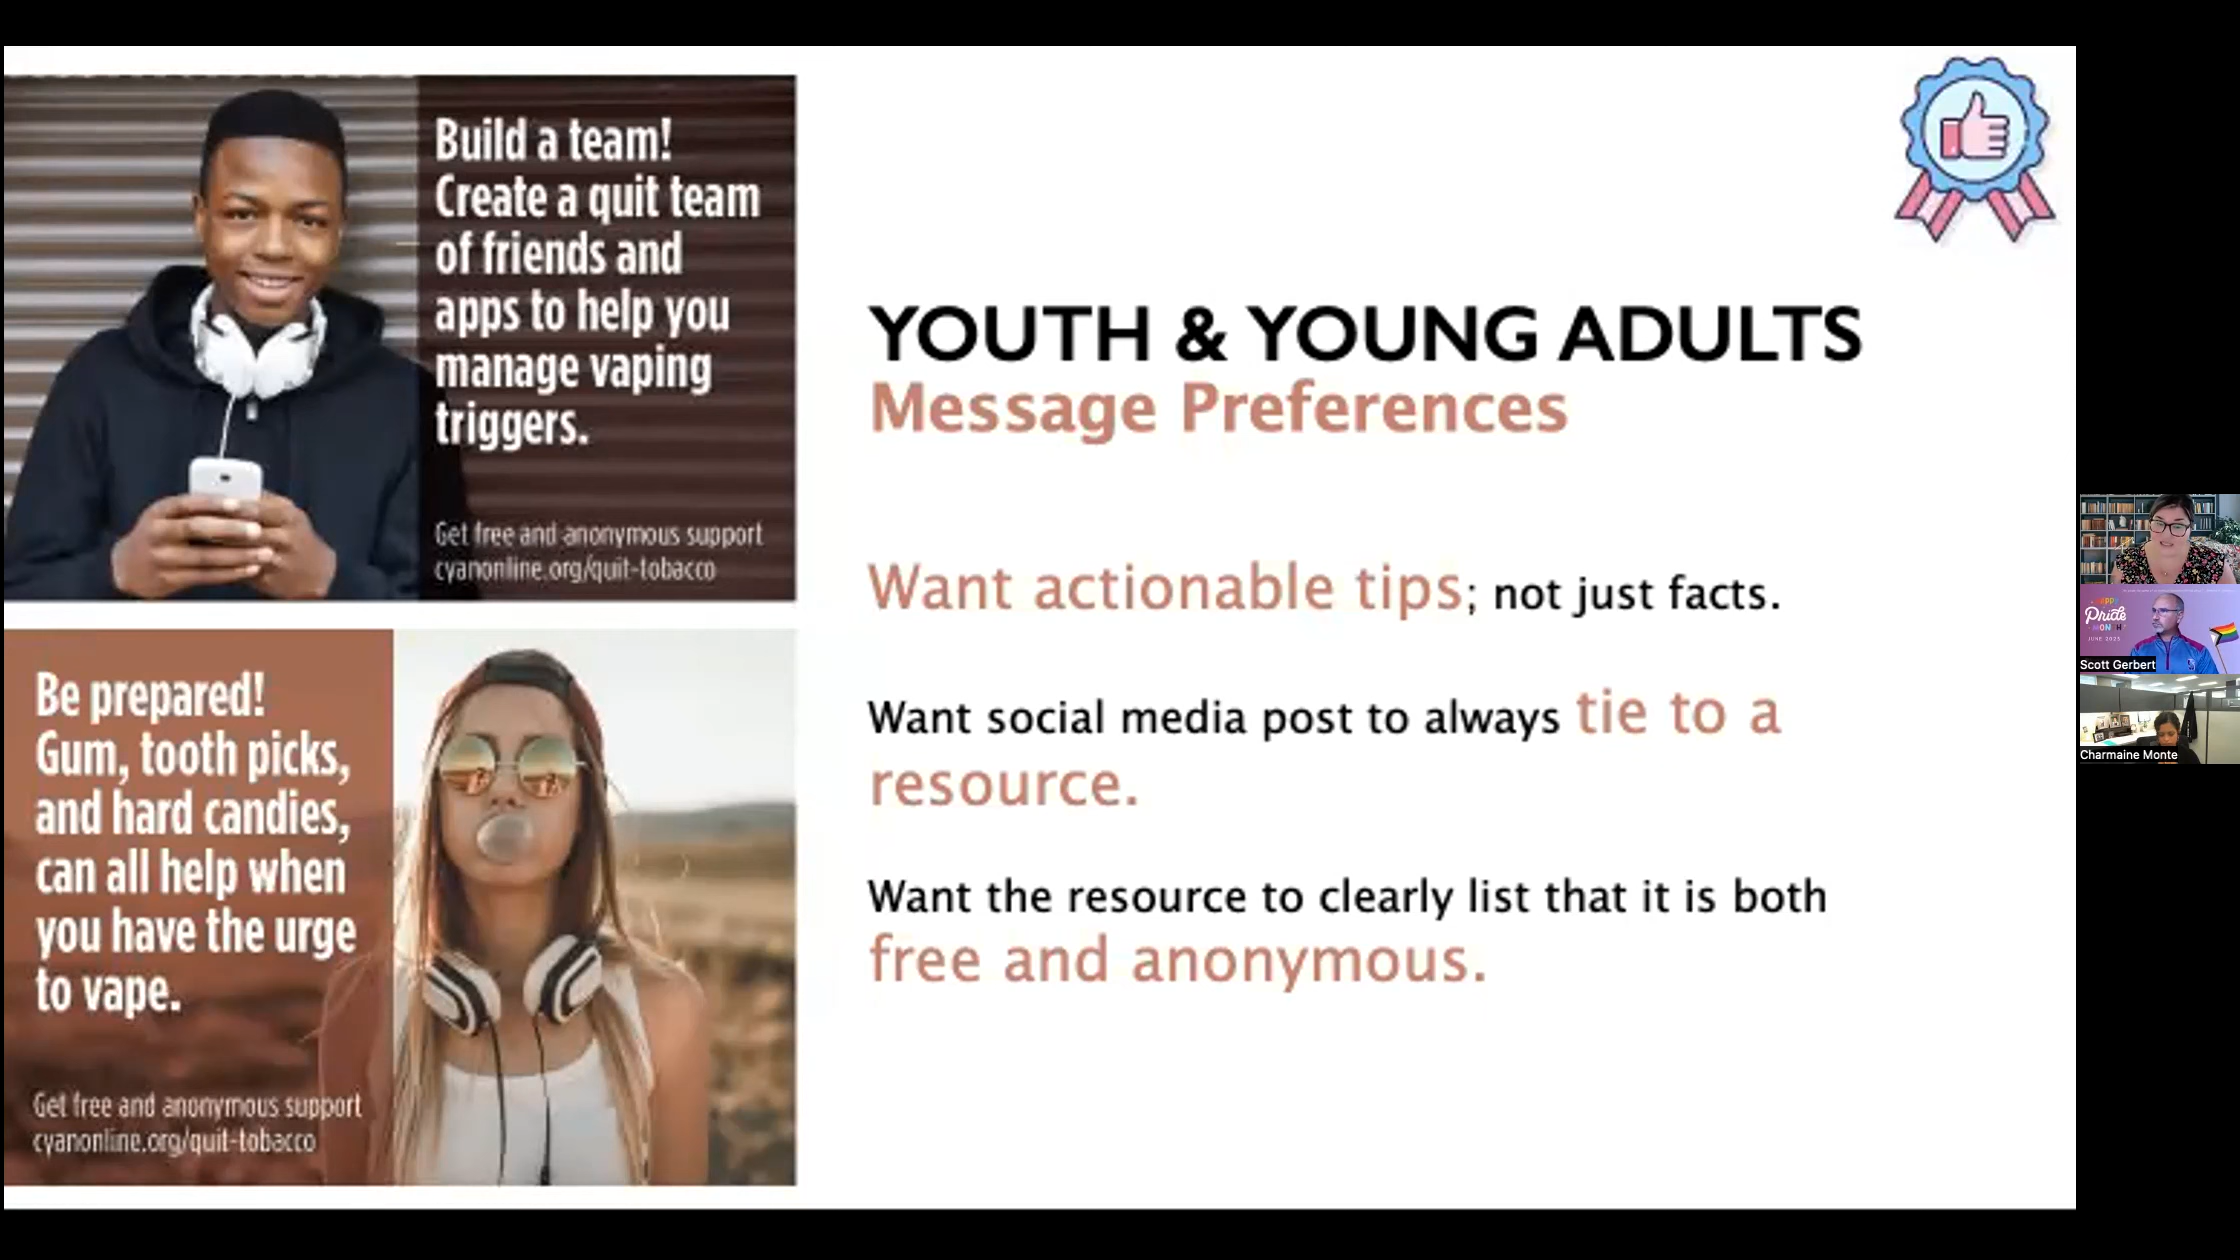 Build a team!
Create a quit team
of friends and
apps to help you
manage vaping
triggers.
Get free and anonymous support
cyanonline.org/quit-tobacco
Be prepared!
Gum, tooth picks,
and hard candies,
can all help when
you have the urge
to vape.
Get free and anonymous support
cyanonline.org/quit-tobacco
YOUTH & YOUNG ADULTS
Message Preferences
Want actionable tips; not just facts.
Want social media post to always tie to a
resource.
Want the resource to clearly list that it is both
free and anonymous.
HAPPY
Pride
MONTH
JUNE 2023
Scott Gerbert
Charmaine Monte